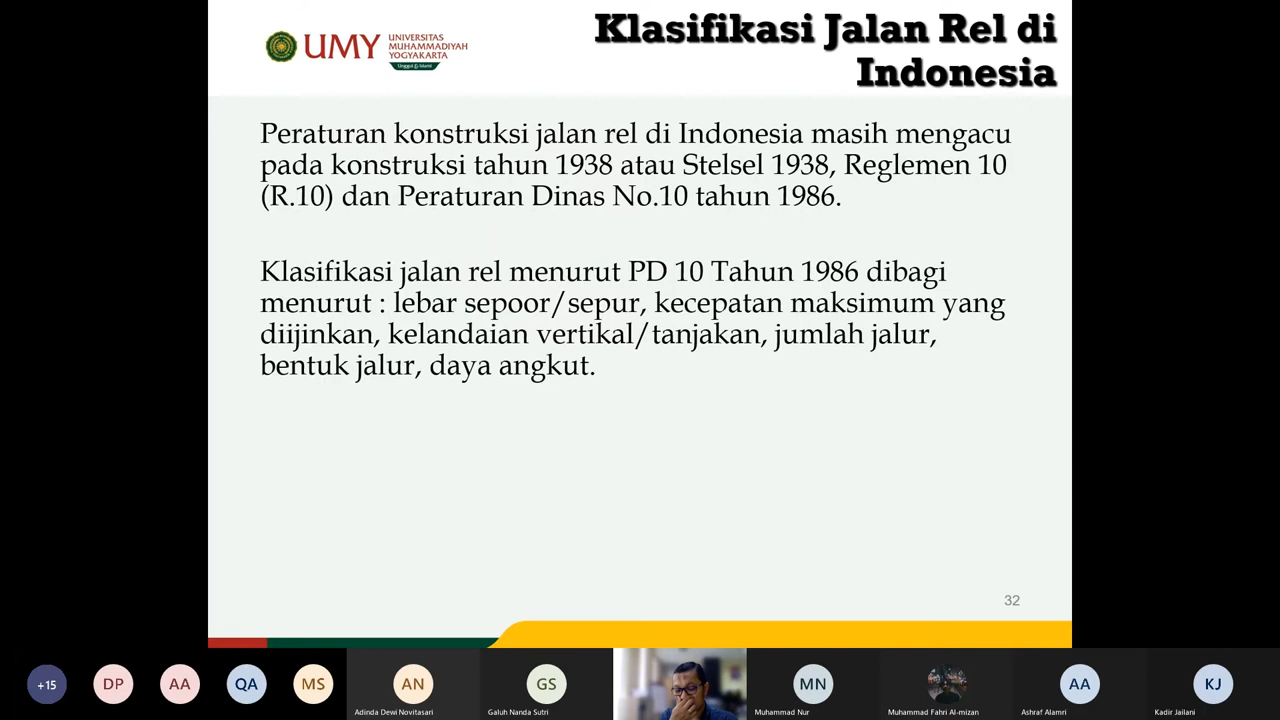 UMY
UNIVERSITAS
MUHAMMADIYAH
YOGYAKARTA
Unggul & Islami
Klasifikasi Jalan Rel di
Indonesia
Peraturan konstruksi jalan rel di Indonesia masih mengacu
pada konstruksi tahun 1938 atau Stelsel 1938, Reglemen 10
(R.10) dan Peraturan Dinas No.10 tahun 1986.
Klasifikasi jalan rel menurut PD 10 Tahun 1986 dibagi
menurut : lebar sepoor/sepur, kecepatan maksimum yang
diijinkan, kelandaian vertikal/tanjakan, jumlah jalur,
bentuk jalur, daya angkut.
32
+15
DP
AA
QA
MS
AN
GS
MN
AA
KJ
Adinda Dewi Novitasari
Galuh Nanda Sutri
Muhammad Nur
Muhammad Fahri Al-mizan
Ashraf Alamri
Kadir Jailani